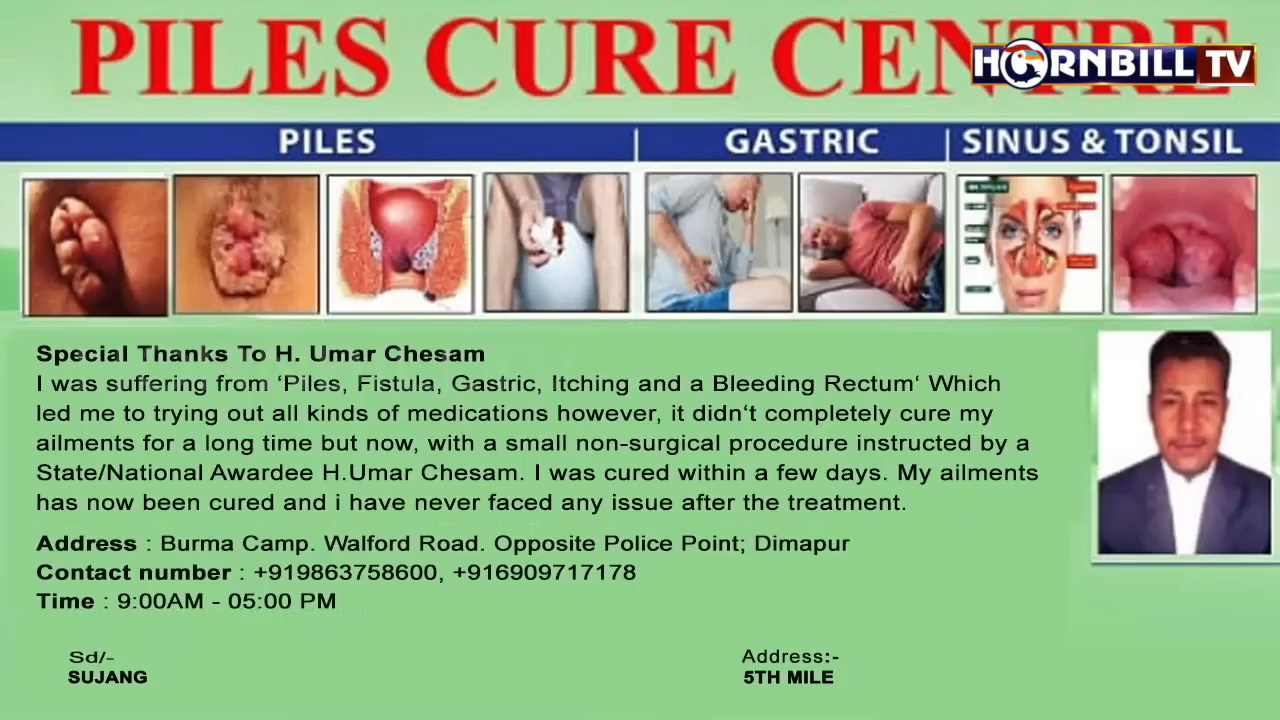 PILES CURE CENTRE
HORNBILL TV
PILES
GASTRIC
SINUS & TONSIL
Special Thanks To H. Umar Chesam
I was suffering from ‘Piles, Fistula, Gastric, Itching and a Bleeding Rectum‘ Which
led me to trying out all kinds of medications however, it didn‘t completely cure my
ailments for a long time but now, with a small non-surgical procedure instructed by a
State/National Awardee H.Umar Chesam. I was cured within a few days. My ailments
has now been cured and i have never faced any issue after the treatment.
Address : Burma Camp. Walford Road. Opposite Police Point; Dimapur
Contact number : +919863758600, +916909717178
Time : 9:00AM - 05:00 PM
Sd/-
SUJANG
Address:-
5TH MILE